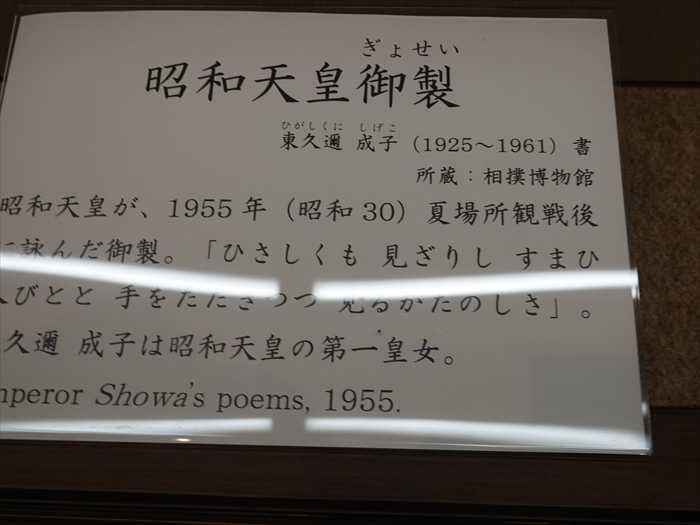 ぎょせい
昭和天皇御製
ひがしくに しげこ
東久邇 成子（1925～1961）書
所蔵：相撲博物館
昭和天皇が、1955年（昭和30）夏場所観戦後
に詠んだ御製。「ひさしくも 見ざりし すまひ
びとと 手をたたきつつ 見るがたのしさ」。
久邇 成子は昭和天皇の第一皇女。
mperor Showa's poems, 1955.